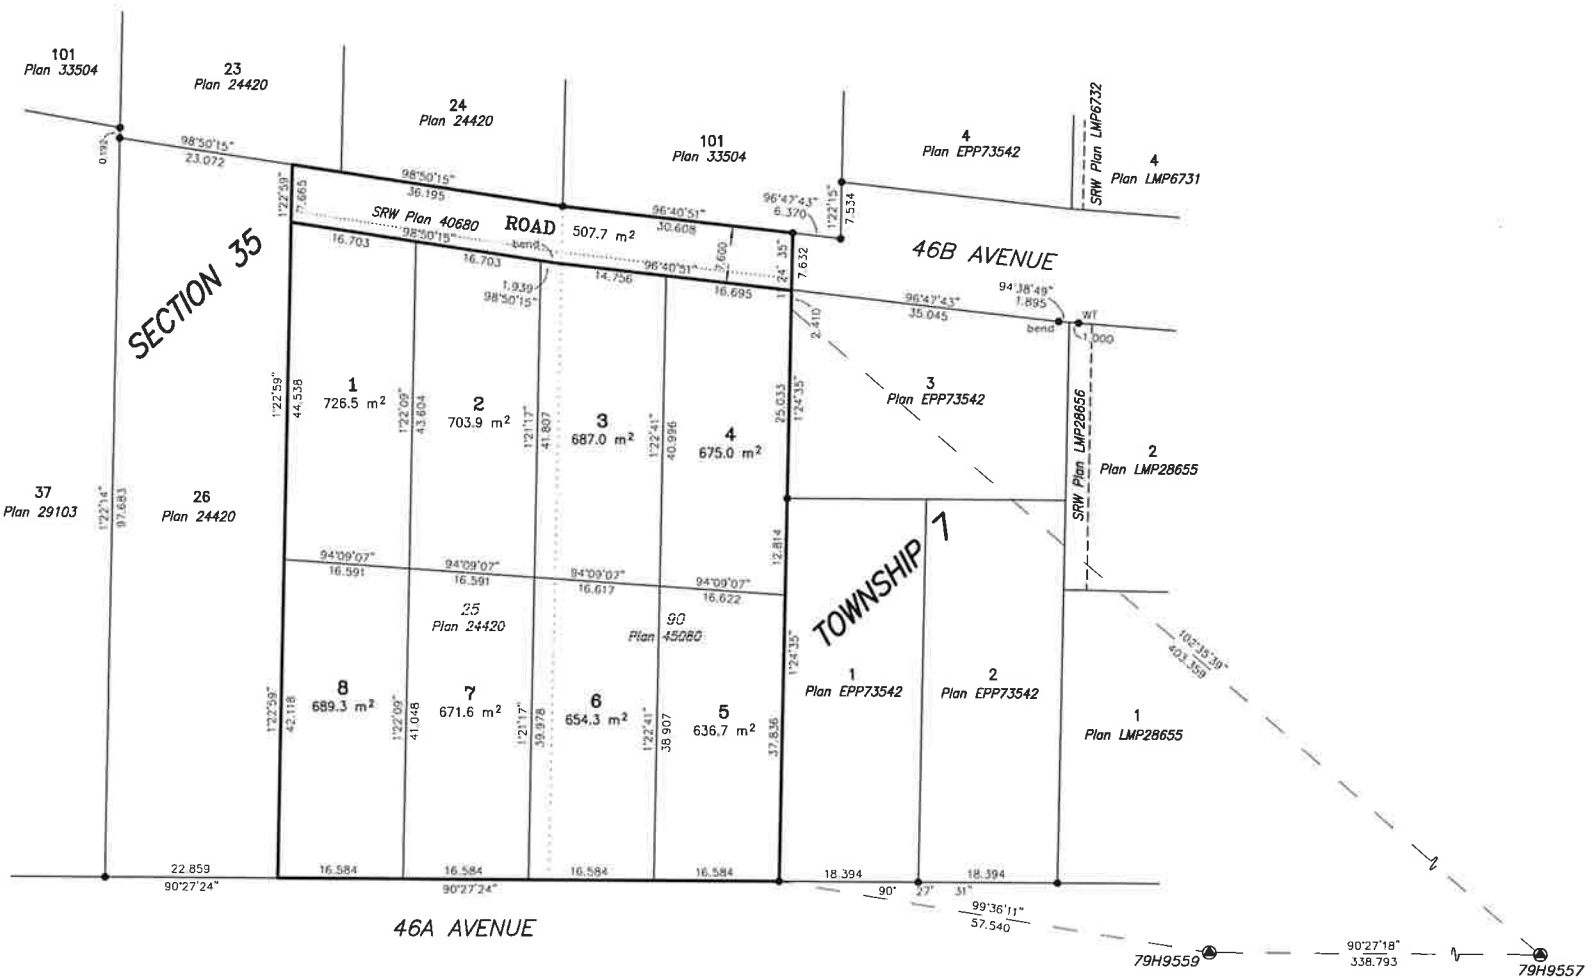 101
Plan 33504
23
Plan 24420
24
Plan 24420
101
Plan 33504
4
Plan EPP73542
SRW Plan LMP6732
4
Plan LMP6731
0.192
98°50'15"
23.072
98°50'15"
36.195
1°22'59"
7.665
SRW Plan 40680
ROAD 507.7 m²
96°40'51"
30.608
96°47'43"
6.370
1°22'15"
7.534
46B AVENUE
16.703
98°50'15"
16.703
bend
1.939
98°50'15"
14.756
96°40'51"
7.600
16.695
1° 24' 35"
7.632
2.410
96°47'43"
35.045
94°38'49"
1.895
bend
WT
1.000
SECTION 35
1°22'59"
44.538
1
726.5 m²
1°22'09"
43.604
2
703.9 m²
1°21'17"
41.807
3
687.0 m²
1°22'41"
40.996
4
675.0 m²
25.033
1°24'35"
3
Plan EPP73542
SRW Plan LMP28656
2
Plan LMP28655
37
Plan 29103
1°22'14"
97.683
26
Plan 24420
94°09'07"
16.591
94°09'07"
16.591
94°09'07"
16.617
94°09'07"
16.622
12.814
TOWNSHIP 7
25
Plan 24420
90
Plan 45080
1°24'35"
37.836
1°22'59"
42.118
8
689.3 m²
1°22'09"
41.048
7
671.6 m²
1°21'17"
39.978
6
654.3 m²
1°22'41"
38.907
5
636.7 m²
1
Plan EPP73542
2
Plan EPP73542
1
Plan LMP28655
102°35'39"
403.359
22.859
90°27'24"
16.584
16.584
90°27'24"
16.584
16.584
18.394
18.394
90° 27' 31"
46A AVENUE
99°36'11"
57.540
79H9559
90°27'18"
338.793
79H9557